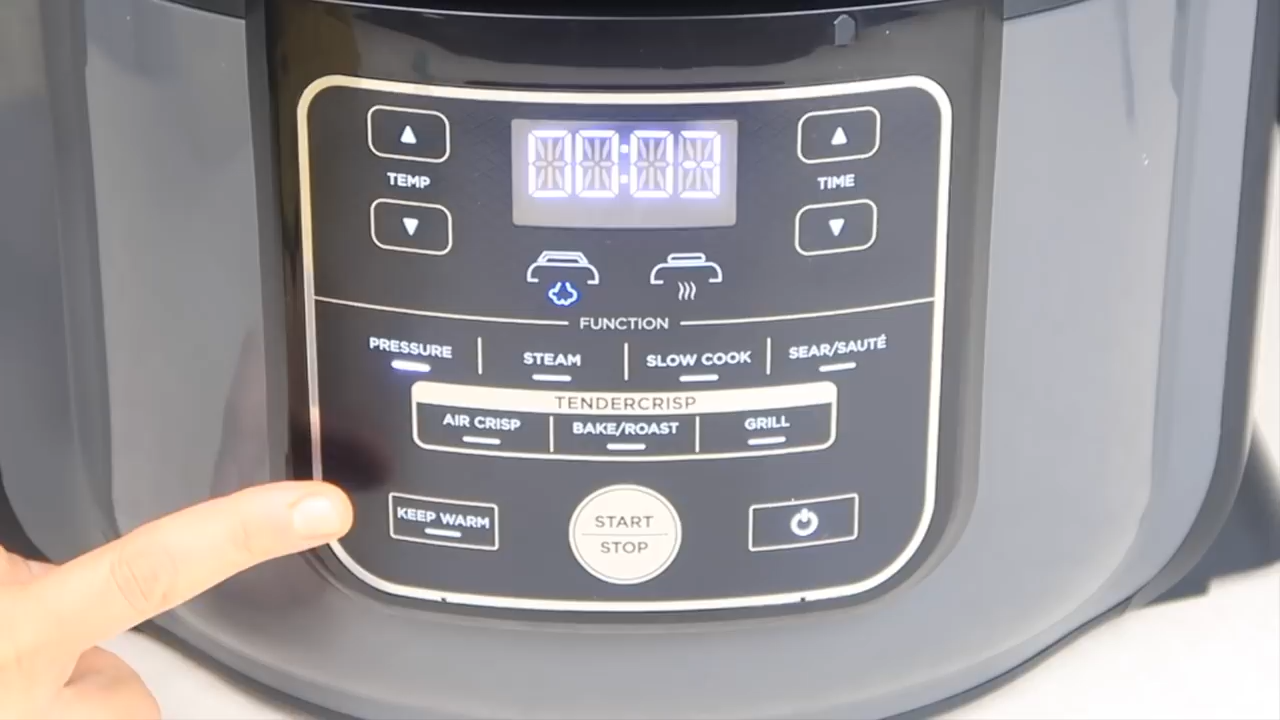 TEMP
TIME
FUNCTION
PRESSURE
STEAM
SLOW COOK
SEAR/SAUTÉ
TENDERCRISP
AIR CRISP
BAKE/ROAST
GRILL
KEEP WARM
START
STOP